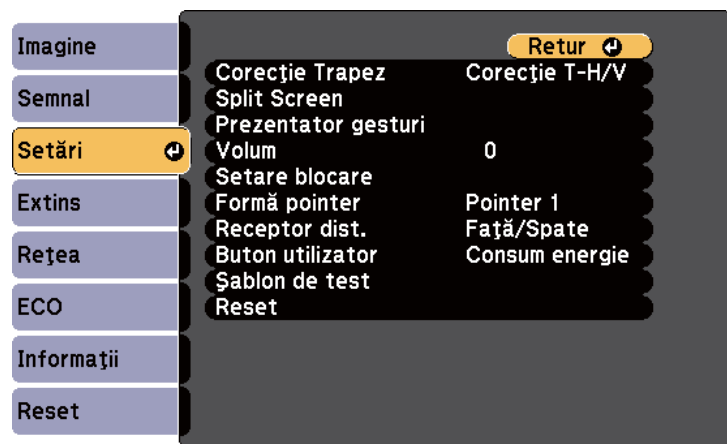 Imagine
Semnal
Setări
Extins
Reţea
ECO
Informaţii
Reset
Retur
Corecţie Trapez Corecţie T-H/V
Split Screen
Prezentator gesturi
Volum 0
Setare blocare
Formă pointer Pointer 1
Receptor dist. Faţă/Spate
Buton utilizator Consum energie
Şablon de test
Reset